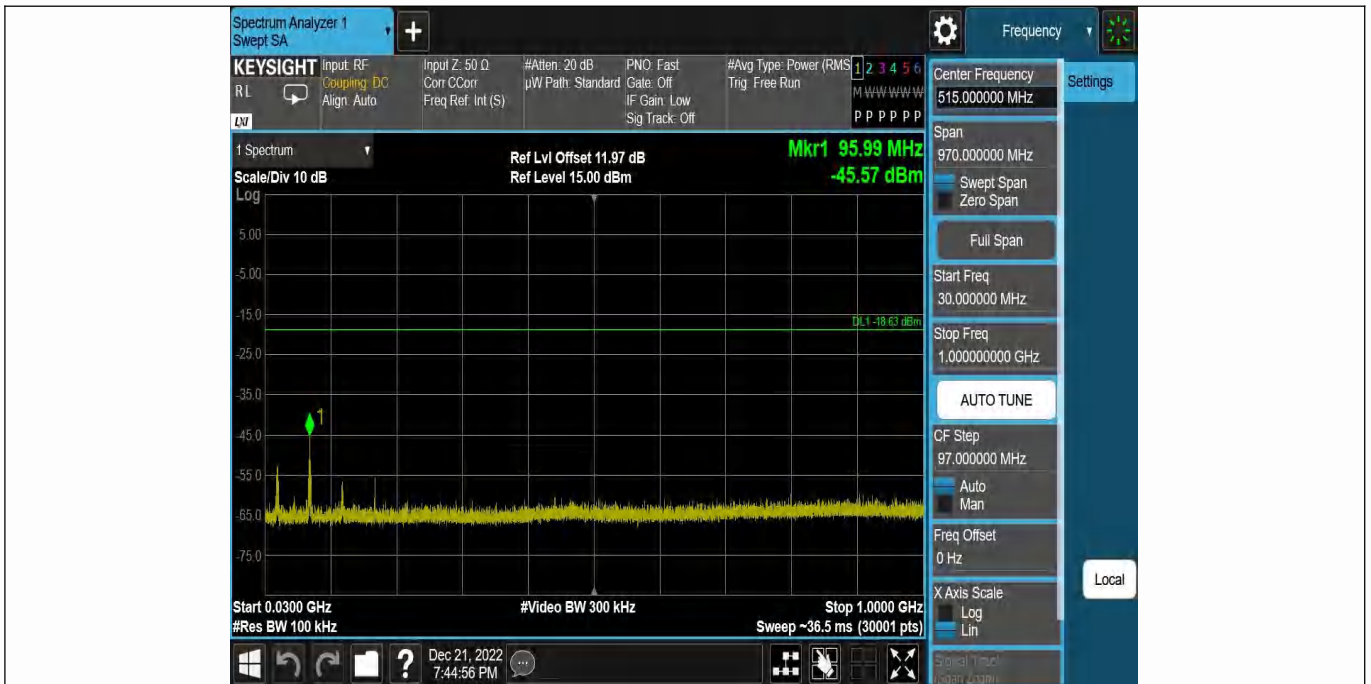 Spectrum Analyzer 1
Swept SA
+
Frequency
KEYSIGHT
RL
LXI
Input: RF
Coupling: DC
Align: Auto
Input Z: 50 Ω
Corr CCorr
Freq Ref: Int (S)
#Atten: 20 dB
µW Path: Standard
PNO: Fast
Gate: Off
IF Gain: Low
Sig Track: Off
#Avg Type: Power (RMS
Trig: Free Run
1 2 3 4 5 6
M W W W W W
P P P P P P
1 Spectrum
Scale/Div 10 dB
Log
Ref Lvl Offset 11.97 dB
Ref Level 15.00 dBm
Mkr1 95.99 MHz
-45.57 dBm
5.00
-5.00
-15.0
DL1 -18.63 dBm
-25.0
-35.0
1
-45.0
-55.0
-65.0
-75.0
Start 0.0300 GHz
#Res BW 100 kHz
#Video BW 300 kHz
Stop 1.0000 GHz
Sweep ~36.5 ms (30001 pts)
Center Frequency
515.000000 MHz
Settings
Span
970.000000 MHz
Swept Span
Zero Span
Full Span
Start Freq
30.000000 MHz
Stop Freq
1.000000000 GHz
AUTO TUNE
CF Step
97.000000 MHz
Auto
Man
Freq Offset
0 Hz
X Axis Scale
Log
Lin
Local
Signal Track
(Span Zoom)
?
Dec 21, 2022
7:44:56 PM